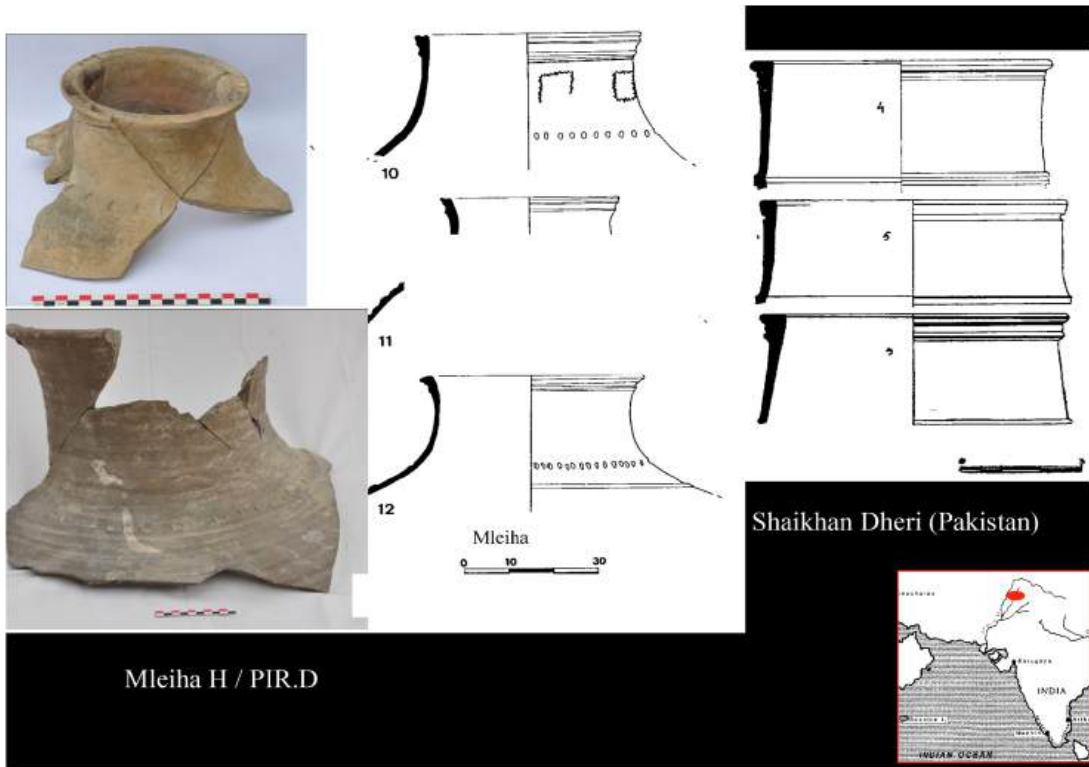 10
11
12
Mleiha
0 10 30
4
5
Shaikhan Dheri (Pakistan)
Mleiha H / PIR.D
INDIA
INDIAN OCEAN